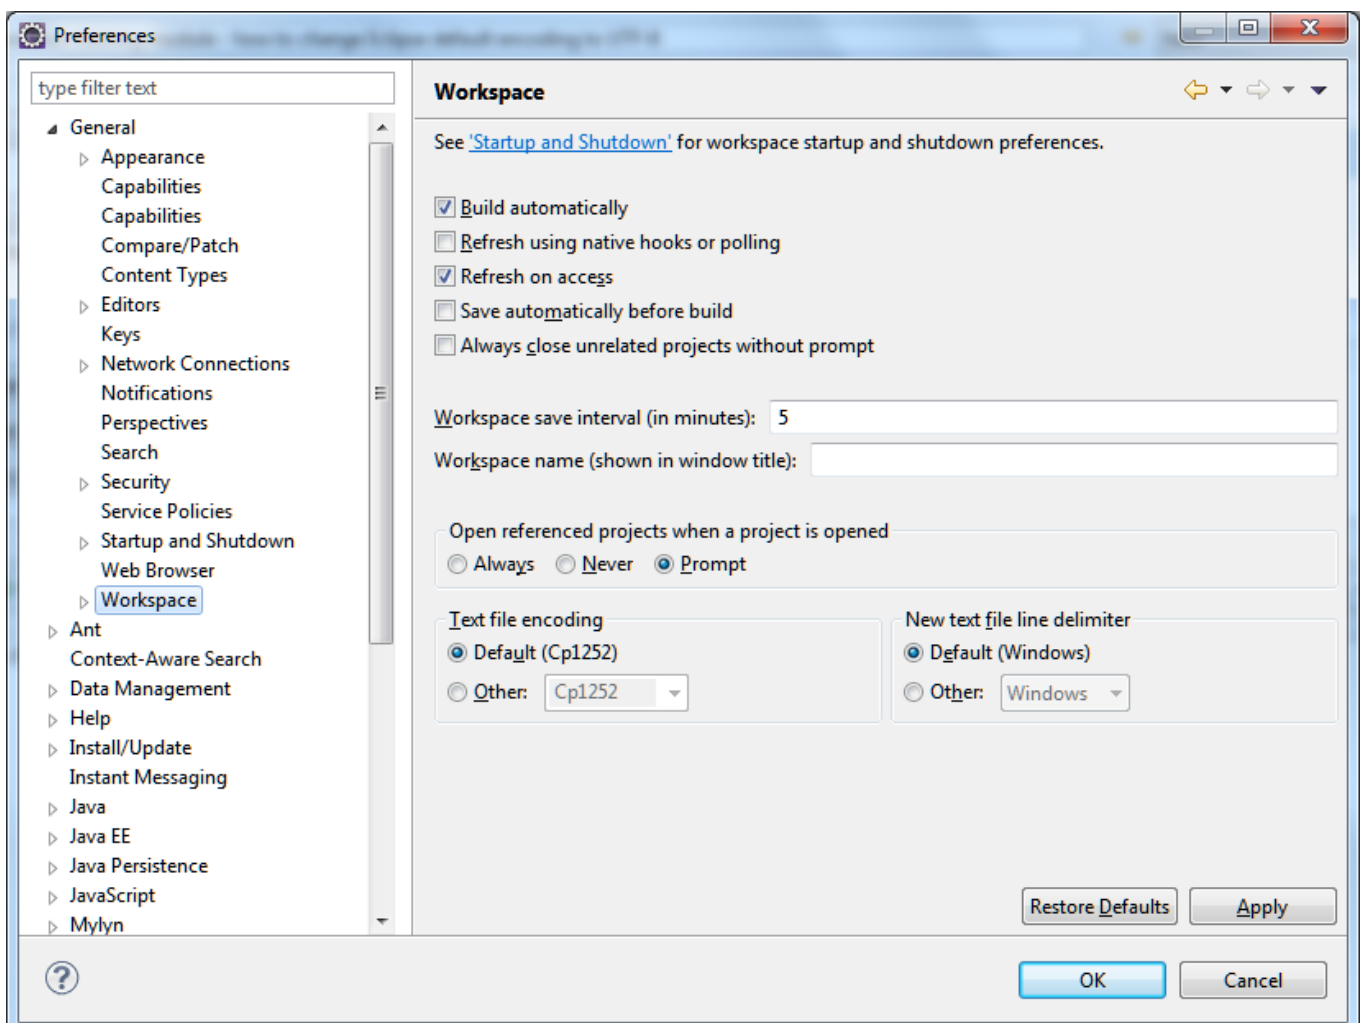 Preferences
type filter text
General
Appearance
Capabilities
Capabilities
Compare/Patch
Content Types
Editors
Keys
Network Connections
Notifications
Perspectives
Search
Security
Service Policies
Startup and Shutdown
Web Browser
Workspace
Ant
Context-Aware Search
Data Management
Help
Install/Update
Instant Messaging
Java
Java EE
Java Persistence
JavaScript
Mylyn
Workspace
See 'Startup and Shutdown' for workspace startup and shutdown preferences.
Build automatically
Refresh using native hooks or polling
Refresh on access
Save automatically before build
Always close unrelated projects without prompt
Workspace save interval (in minutes): 5
Workspace name (shown in window title):
Open referenced projects when a project is opened
Always Never Prompt
Text file encoding
Default (Cp1252)
Other: Cp1252
New text file line delimiter
Default (Windows)
Other: Windows
Restore Defaults Apply
OK Cancel